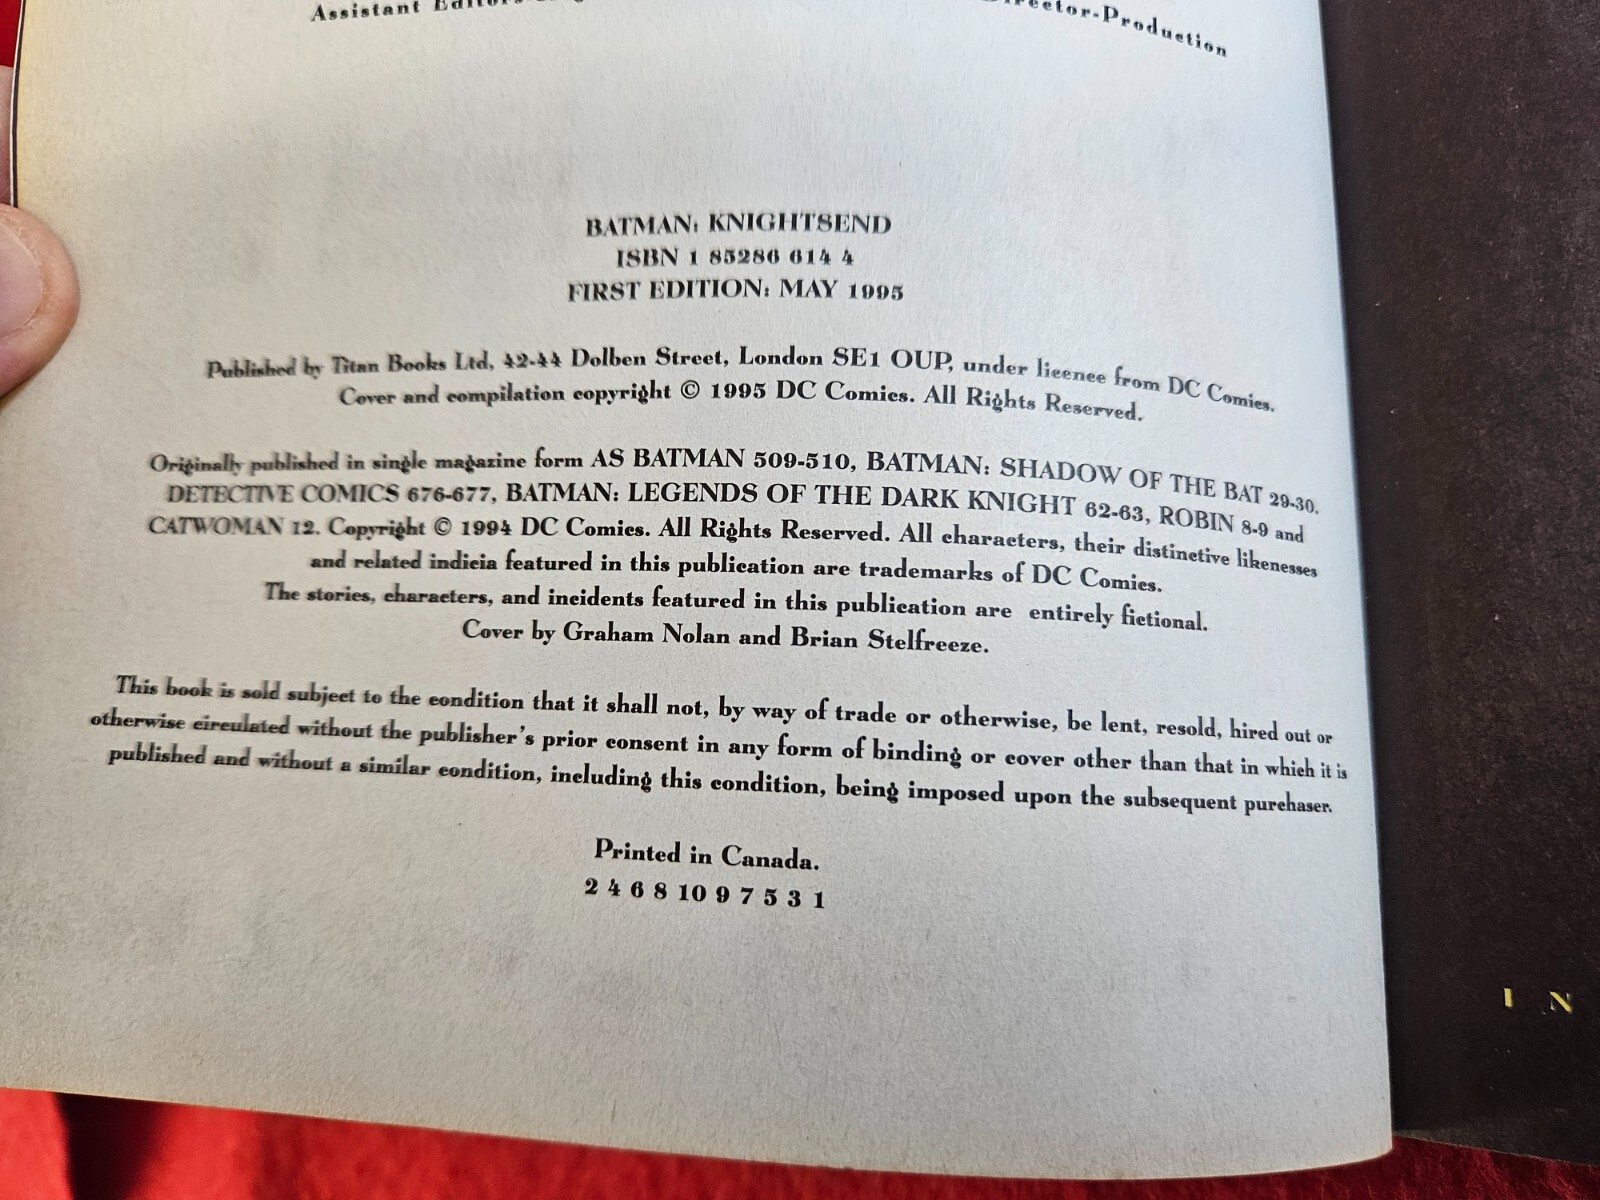 Assistant Editors
Director-Production
BATMAN: KNIGHTSEND
ISBN 1 85286 614 4
FIRST EDITION: MAY 1995
Published by Titan Books Ltd, 42-44 Dolben Street, London SE1 OUP, under licence from DC Comics.
Cover and compilation copyright © 1995 DC Comics. All Rights Reserved.
Originally published in single magazine form AS BATMAN 509-510, BATMAN: SHADOW OF THE BAT 29-30.
DETECTIVE COMICS 676-677, BATMAN: LEGENDS OF THE DARK KNIGHT 62-63, ROBIN 8-9 and
CATWOMAN 12. Copyright © 1994 DC Comics. All Rights Reserved. All characters, their distinctive likenesses
and related indicia featured in this publication are trademarks of DC Comics.
The stories, characters, and incidents featured in this publication are entirely fictional.
Cover by Graham Nolan and Brian Stelfreeze.
This book is sold subject to the condition that it shall not, by way of trade or otherwise, be lent, resold, hired out or
otherwise circulated without the publisher's prior consent in any form of binding or cover other than that in which it is
published and without a similar condition, including this condition, being imposed upon the subsequent purchaser.
Printed in Canada.
2 4 6 8 10 9 7 5 3 1
I N